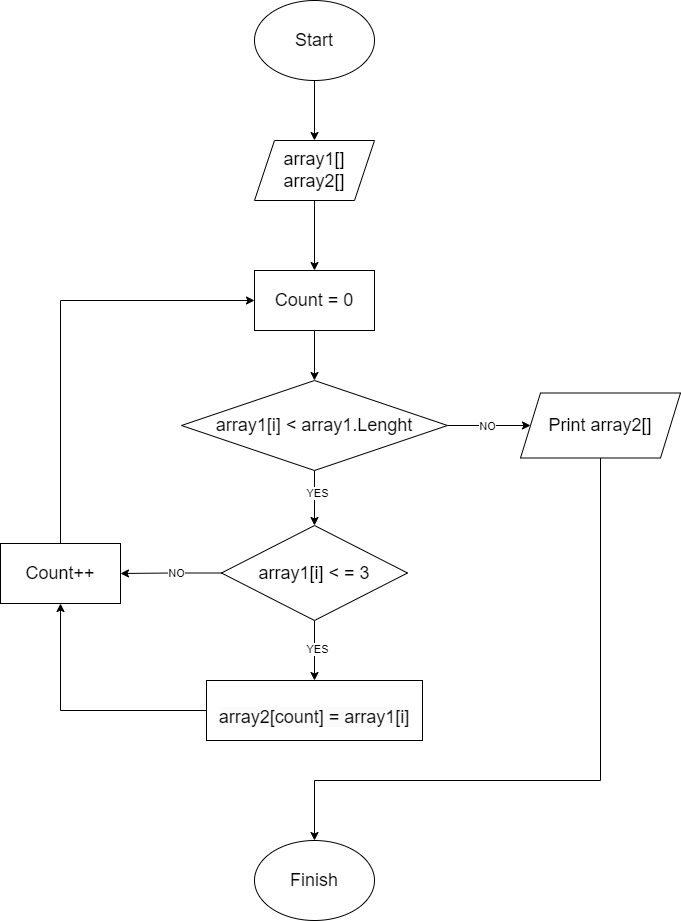 Start
array1[]
array2[]
Count = 0
array1[i] < array1.Lenght
NO
Print array2[]
YES
array1[i] < = 3
NO
Count++
YES
array2[count] = array1[i]
Finish